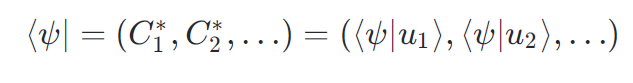 ⟨ψ| = (C₁*, C₂*, . . .) = (⟨ψ|u₁⟩, ⟨ψ|u₂⟩, . . .)